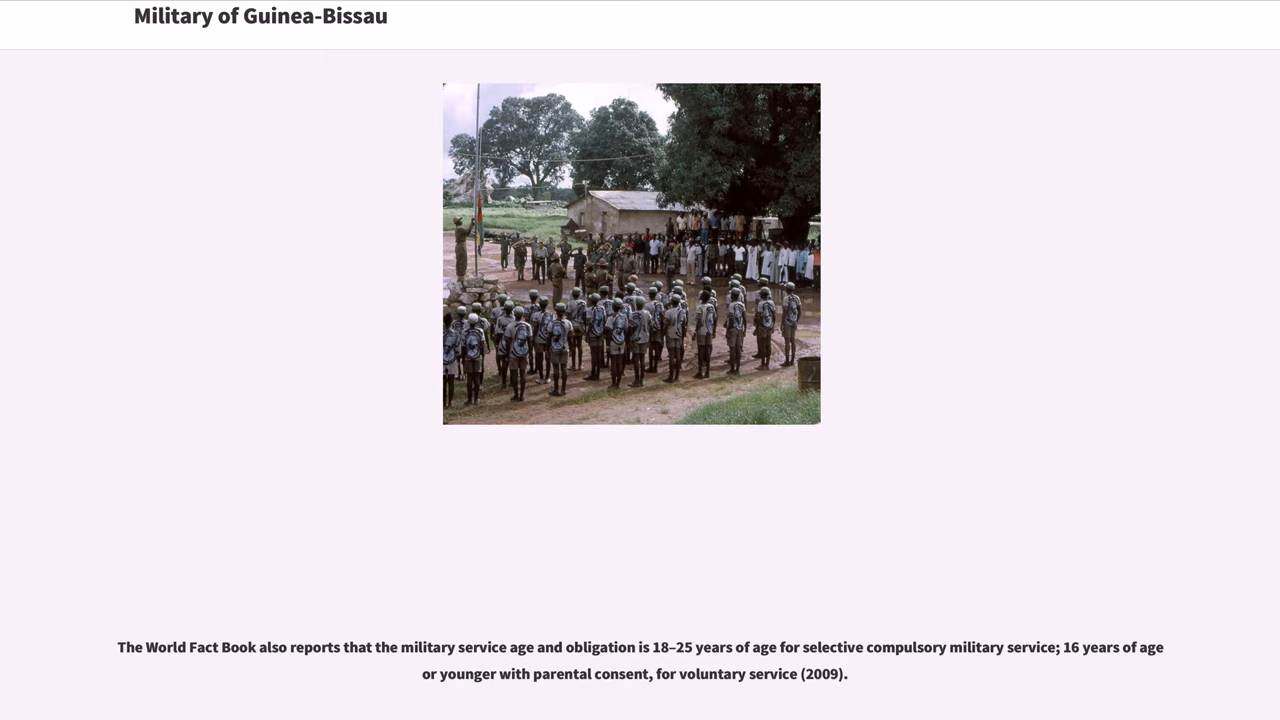 Military of Guinea-Bissau
The World Fact Book also reports that the military service age and obligation is 18–25 years of age for selective compulsory military service; 16 years of age
or younger with parental consent, for voluntary service (2009).